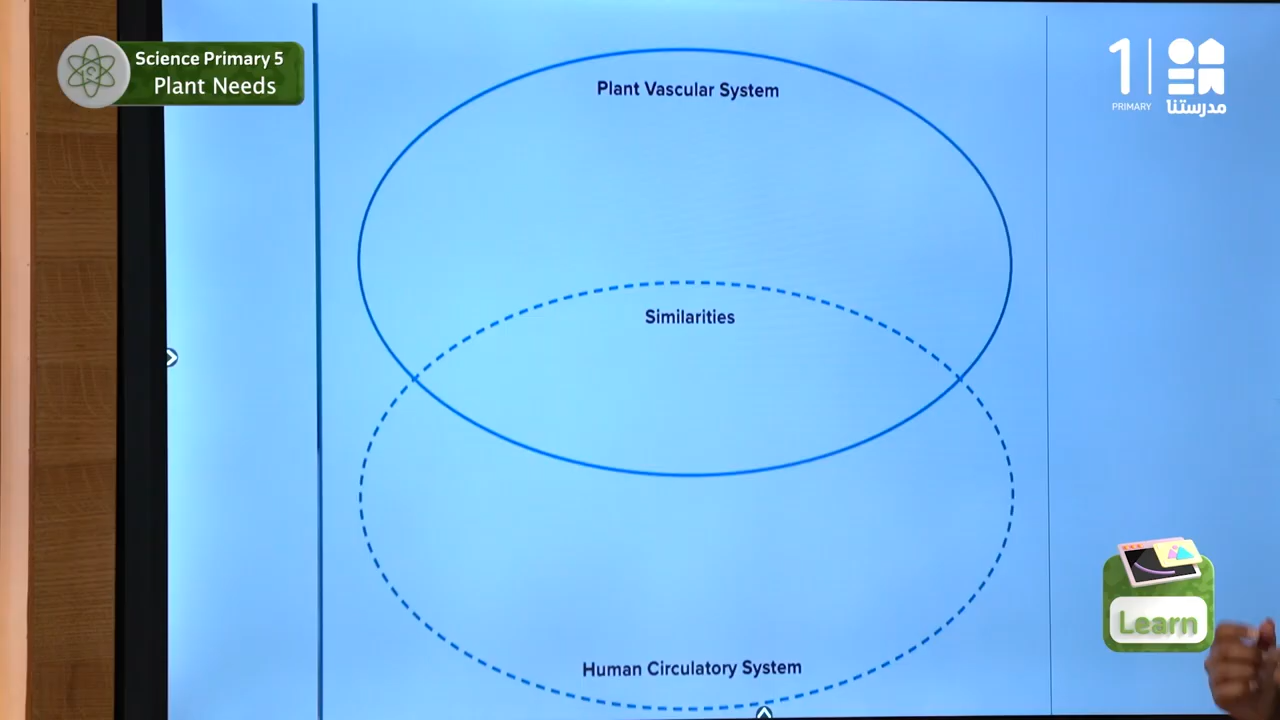 Science Primary 5
Plant Needs
1
PRIMARY
مدرستنا
Plant Vascular System
Similarities
Human Circulatory System
Learn